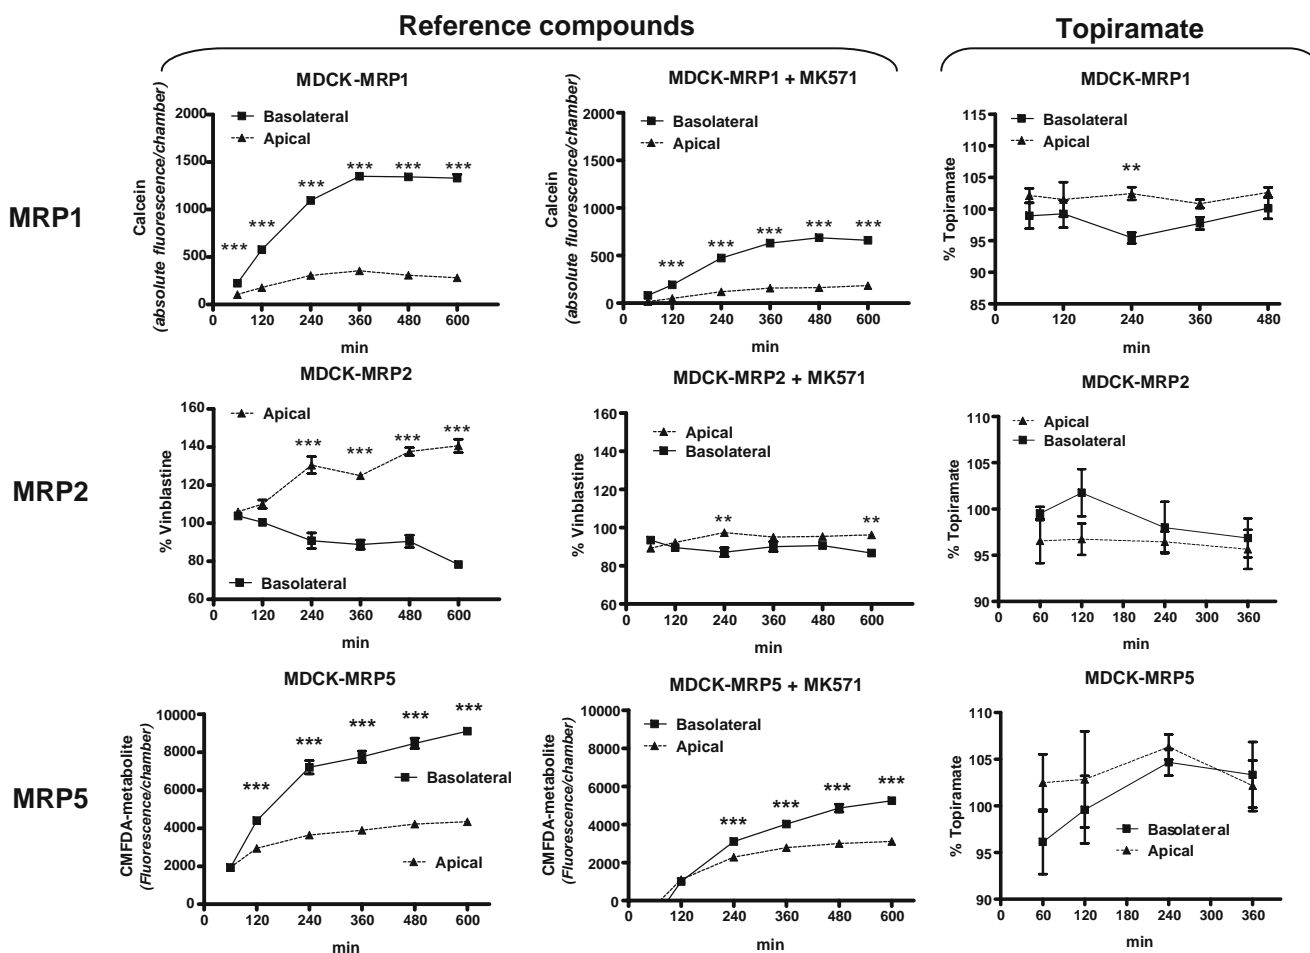 Reference compounds
Topiramate
MRP1
MDCK-MRP1
Calcein
(absolute fluorescence/chamber)
2000
1500
1000
500
0
Basolateral
Apical
*** *** *** *** *** ***
0 120 240 360 480 600
min
MDCK-MRP1 + MK571
Calcein
(absolute fluorescence/chamber)
2000
1500
1000
500
0
Basolateral
Apical
*** *** *** *** ***
0 120 240 360 480 600
min
MDCK-MRP1
% Topiramate
115
110
105
100
95
90
85
Basolateral
Apical
**
0 120 240 360 480
min
MRP2
MDCK-MRP2
% Vinblastine
160
140
120
100
80
60
Apical
*** *** *** ***
Basolateral
0 120 240 360 480 600
min
MDCK-MRP2 + MK571
% Vinblastine
160
140
120
100
80
60
Apical
Basolateral
** **
0 120 240 360 480 600
min
MDCK-MRP2
% Topiramate
110
105
100
95
90
Apical
Basolateral
0 60 120 180 240 300 360
min
MRP5
MDCK-MRP5
CMFDA-metabolite
(Fluorescence/chamber)
10000
8000
6000
4000
2000
0
*** *** *** *** ***
Basolateral
Apical
0 120 240 360 480 600
min
MDCK-MRP5 + MK571
CMFDA-metabolite
(Fluorescence/chamber)
10000
8000
6000
4000
2000
0
Basolateral
Apical
*** *** *** ***
0 120 240 360 480 600
min
MDCK-MRP5
% Topiramate
110
105
100
95
90
Basolateral
Apical
0 60 120 180 240 300 360
min